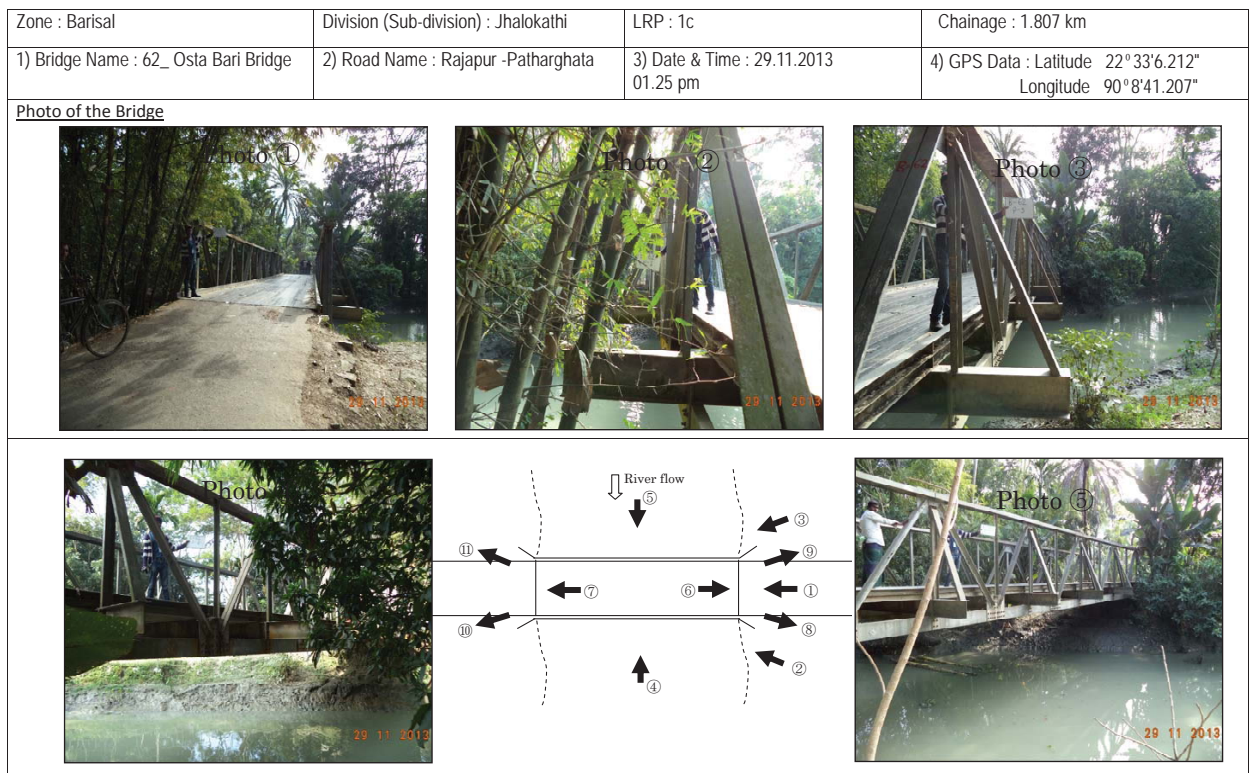 Zone : Barisal
Division (Sub-division) : Jhalokathi
LRP : 1c
Chainage : 1.807 km
1) Bridge Name : 62_ Osta Bari Bridge
2) Road Name : Rajapur -Patharghata
3) Date & Time : 29.11.2013
01.25 pm
4) GPS Data : Latitude 22°33'6.212"
Longitude 90°8'41.207"
Photo of the Bridge
Photo ①
29 11 2013
Photo ②
29 11 2013
Photo ③
29 11 2013
Photo
29 11 2013
River flow
⑤
③
⑪
⑨
⑦
⑥
①
⑩
⑧
②
④
Photo ⑤
29 11 2013